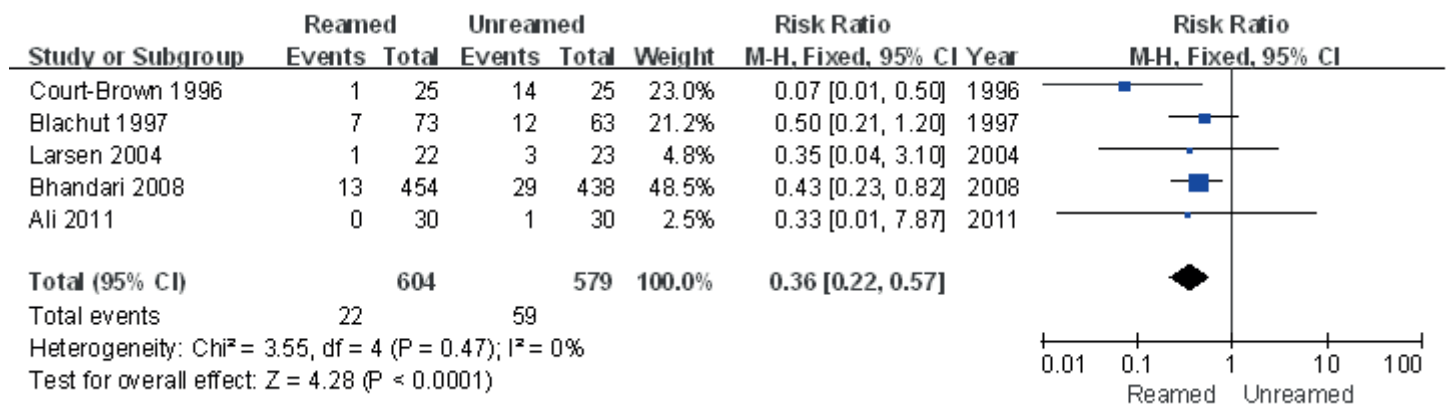 Reamed Unreamed Risk Ratio Risk Ratio
Study or Subgroup Events Total Events Total Weight M-H, Fixed, 95% CI Year M-H, Fixed, 95% CI
Court-Brown 1996 1 25 14 25 23.0% 0.07 [0.01, 0.50] 1996
Blachut 1997 7 73 12 63 21.2% 0.50 [0.21, 1.20] 1997
Larsen 2004 1 22 3 23 4.8% 0.35 [0.04, 3.10] 2004
Bhandari 2008 13 454 29 438 48.5% 0.43 [0.23, 0.82] 2008
Ali 2011 0 30 1 30 2.5% 0.33 [0.01, 7.87] 2011
Total (95% CI) 604 579 100.0% 0.36 [0.22, 0.57]
Total events 22 59
Heterogeneity: Chi² = 3.55, df = 4 (P = 0.47); I² = 0%
Test for overall effect: Z = 4.28 (P < 0.0001)
0.01 0.1 1 10 100
Reamed Unreamed